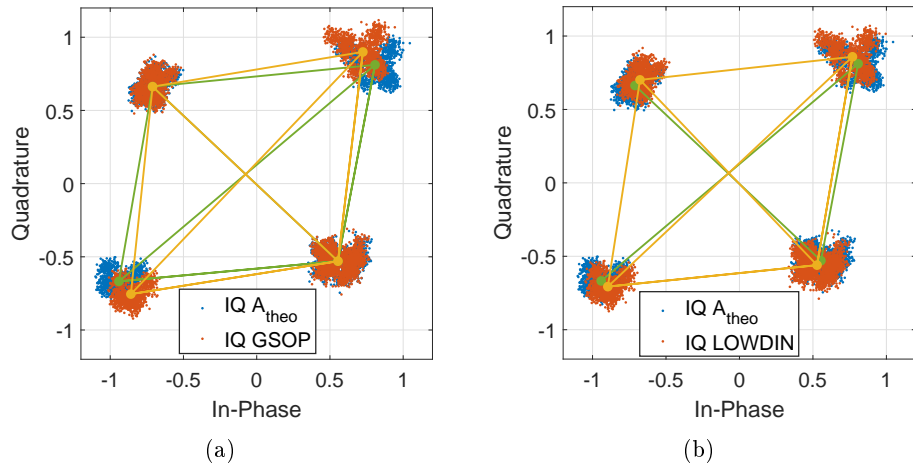 1
0.5
0
-0.5
-1
Quadrature
-1
-0.5
0
0.5
1
In-Phase
IQ A_theo
IQ GSOP
(a)
1
0.5
0
-0.5
-1
Quadrature
-1
-0.5
0
0.5
1
In-Phase
IQ A_theo
IQ LOWDIN
(b)